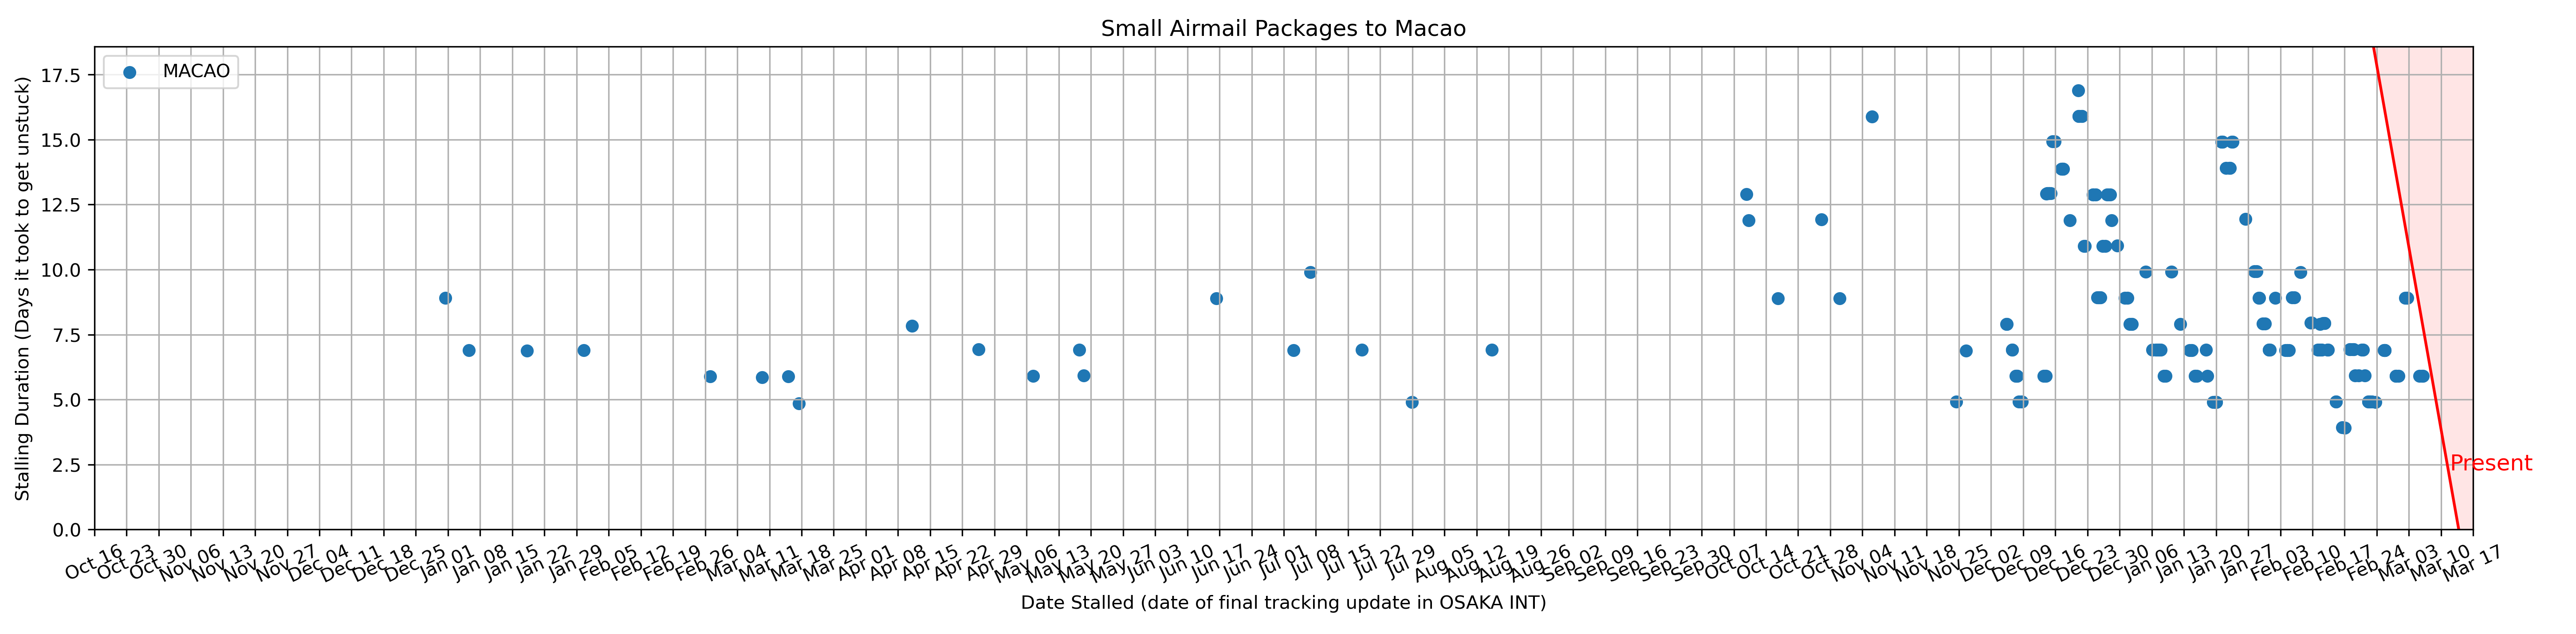 Small Airmail Packages to Macao
MACAO
Stalling Duration (Days it took to get unstuck)
17.5
15.0
12.5
10.0
7.5
5.0
2.5
0.0
Present
Oct 16 Oct 23 Oct 30 Nov 06 Nov 13 Nov 20 Nov 27 Dec 04 Dec 11 Dec 18 Dec 25 Jan 01 Jan 08 Jan 15 Jan 22 Jan 29 Feb 05 Feb 12 Feb 19 Feb 26 Mar 04 Mar 11 Mar 18 Mar 25 Apr 01 Apr 08 Apr 15 Apr 22 Apr 29 May 06 May 13 May 20 May 27 Jun 03 Jun 10 Jun 17 Jun 24 Jul 01 Jul 08 Jul 15 Jul 22 Jul 29 Aug 05 Aug 12 Aug 19 Aug 26 Sep 02 Sep 09 Sep 16 Sep 23 Sep 30 Oct 07 Oct 14 Oct 21 Oct 28 Nov 04 Nov 11 Nov 18 Nov 25 Dec 02 Dec 09 Dec 16 Dec 23 Dec 30 Jan 06 Jan 13 Jan 20 Jan 27 Feb 03 Feb 10 Feb 17 Feb 24 Mar 03 Mar 10 Mar 17
Date Stalled (date of final tracking update in OSAKA INT)